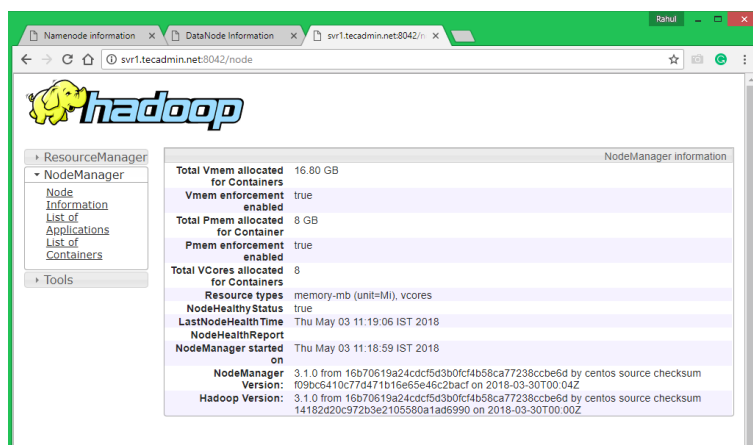 Rahul
Namenode information
DataNode Information
svr1.tecadmin.net:8042/n
svr1.tecadmin.net:8042/node
hadoop
ResourceManager
NodeManager
Node
Information
List of
Applications
List of
Containers
Tools
NodeManager information
Total Vmem allocated 16.80 GB
for Containers
Vmem enforcement true
enabled
Total Pmem allocated 8 GB
for Container
Pmem enforcement true
enabled
Total VCores allocated 8
for Containers
Resource types memory-mb (unit=Mi), vcores
NodeHealthyStatus true
LastNodeHealthTime Thu May 03 11:19:06 IST 2018
NodeHealthReport
NodeManager started Thu May 03 11:18:59 IST 2018
on
NodeManager 3.1.0 from 16b70619a24cdcf5d3b0fcf4b58ca77238ccbe6d by centos source checksum
Version: f09bc6410c77d471b16e65e46c2bacf on 2018-03-30T00:04Z
Hadoop Version: 3.1.0 from 16b70619a24cdcf5d3b0fcf4b58ca77238ccbe6d by centos source checksum
14182d20c972b3e2105580a1ad6990 on 2018-03-30T00:00Z